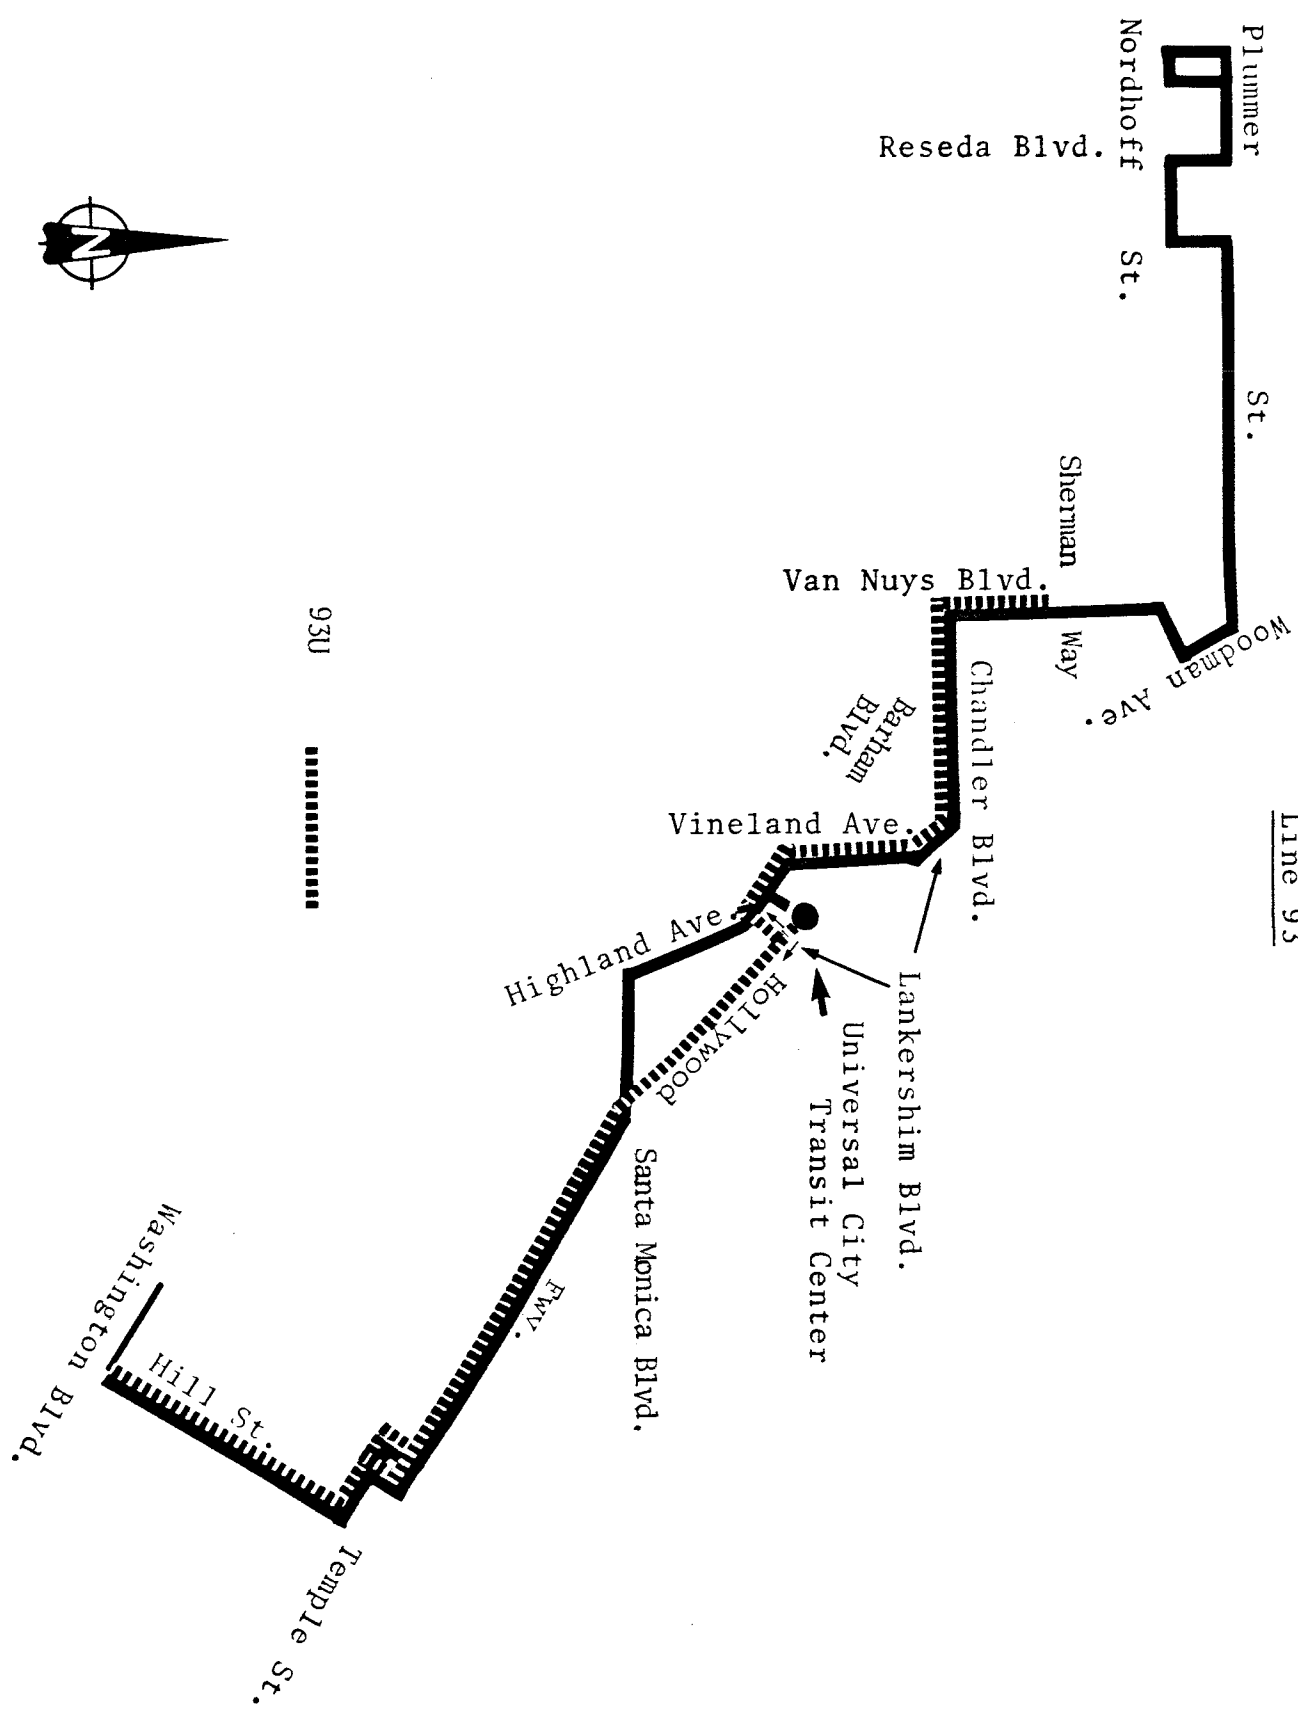 Line 93
Plummer St.
Nordhoff St.
Reseda Blvd.
Woodman Ave.
Sherman Way
Van Nuys Blvd.
Chandler Blvd.
Barham
Blvd.
Vineland Ave.
Lankershim Blvd.
Universal City
Transit Center
Highland Ave.
Hollywood Fwy.
Santa Monica Blvd.
Temple St.
Hill St.
Washington Blvd.
93U
N